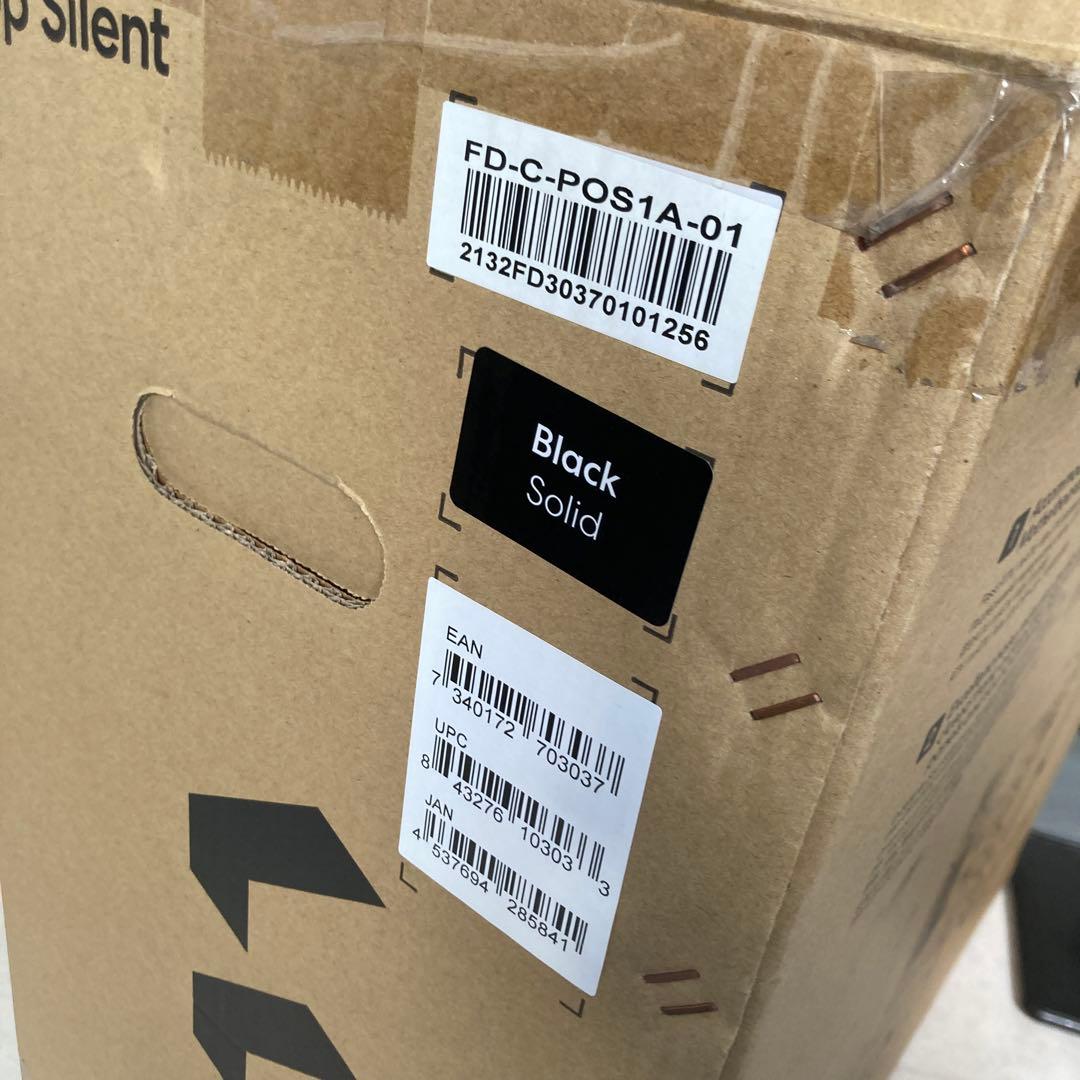 p Silent
FD-C-POS1A-01
2132FD30370101256
Black
Solid
EAN
7 340172 703037
UPC
8 43276 10303 3
JAN
4 537694 285841